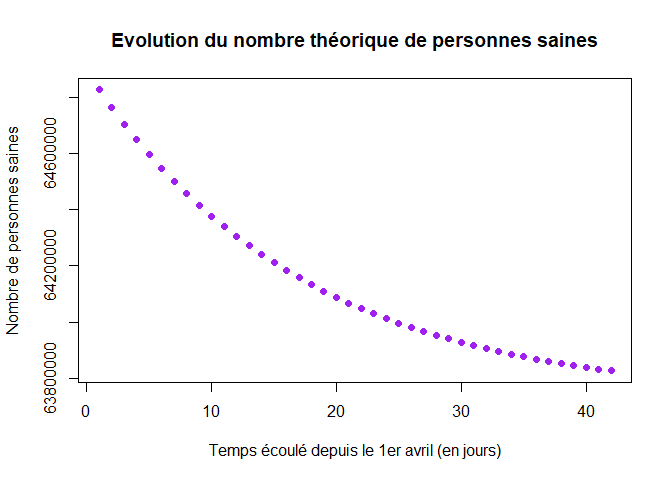 Evolution du nombre théorique de personnes saines
Nombre de personnes saines
64600000
64200000
63800000
0 10 20 30 40
Temps écoulé depuis le 1er avril (en jours)